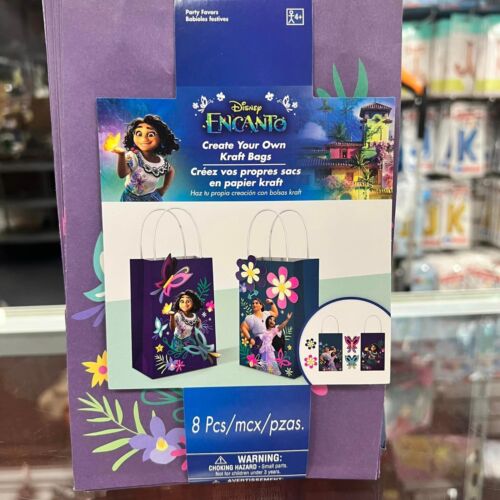 Party Favors
Babioles festives
4+
Disney
ENCANTO
Create Your Own
Kraft Bags
Créez vos propres sacs
en papier kraft
Haz tu propia creación con bolsas kraft
8 Pcs/mcx/pzas.
WARNING:
CHOKING HAZARD - Small parts.
Not for children under 3 years.
AVERTISSEMENT
J
K
K